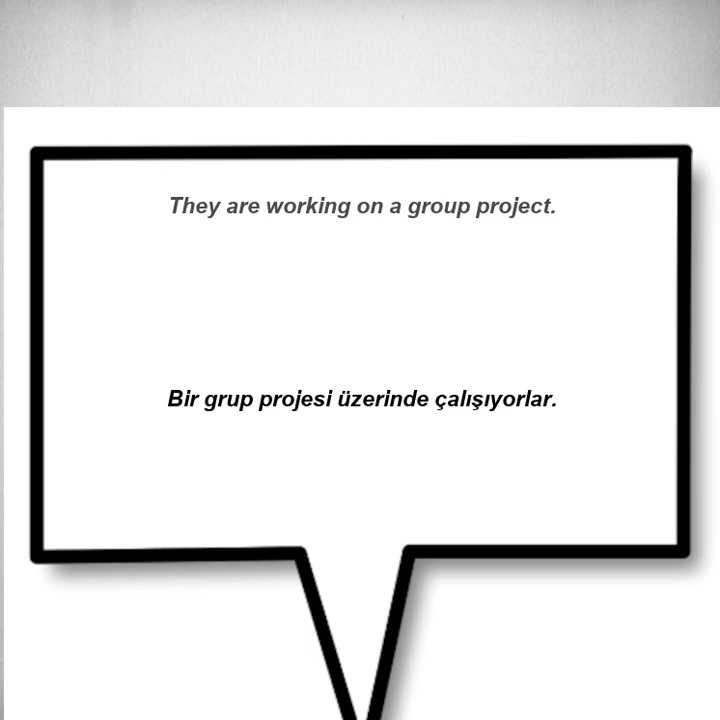 They are working on a group project.
Bir grup projesi üzerinde çalışıyorlar.